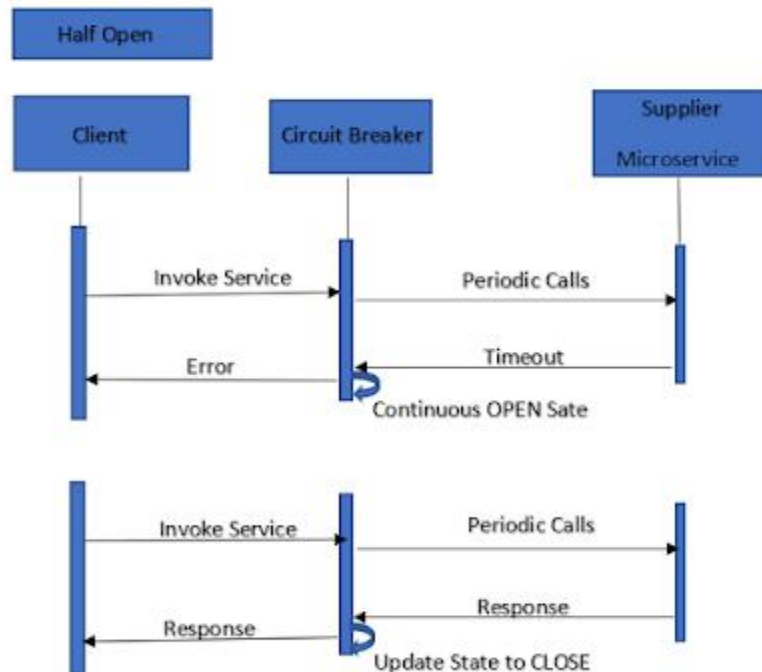 Half Open
Client
Circuit Breaker
Supplier
Microservice
Invoke Service
Periodic Calls
Timeout
Error
Continuous OPEN Sate
Invoke Service
Periodic Calls
Response
Response
Update State to CLOSE